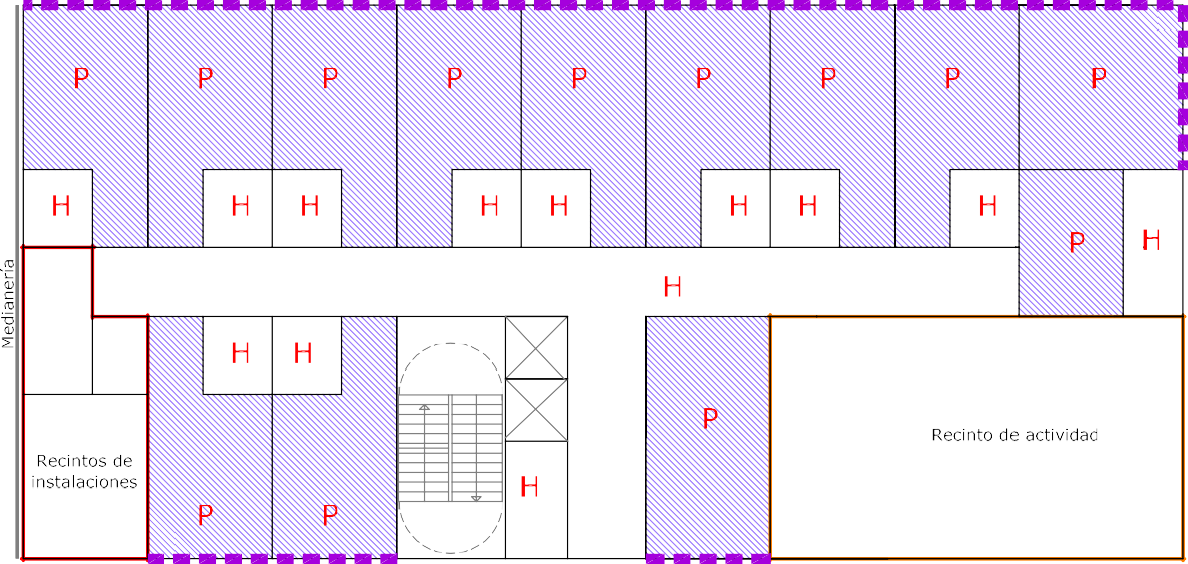 P P P P P P P P P
H H H H H H H H
P H
H
Medianería
H H
P
Recinto de actividad
Recintos de
instalaciones
H
P P